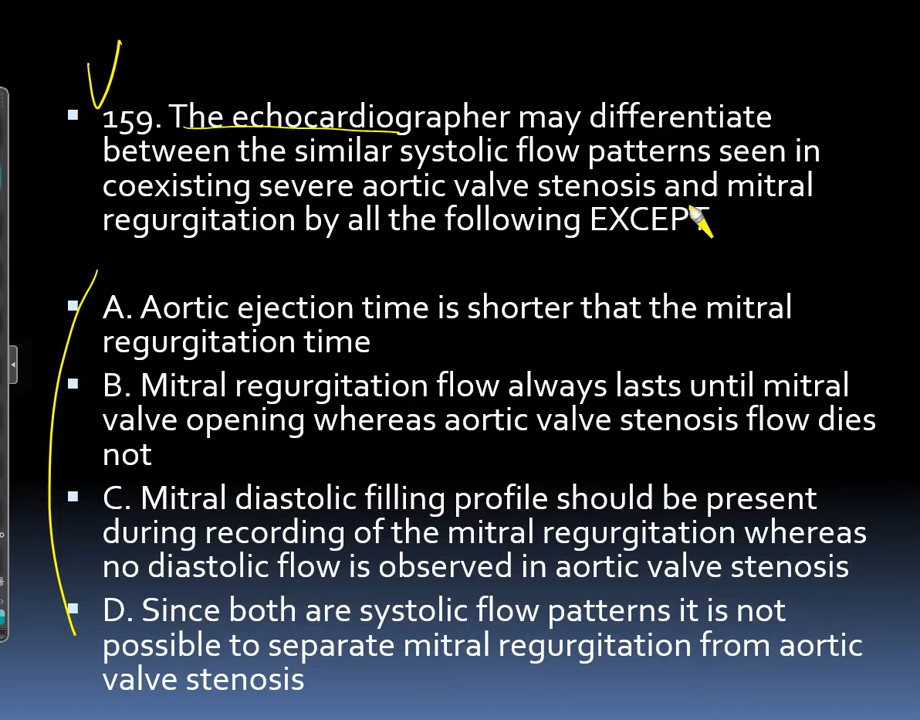 159. The echocardiographer may differentiate
between the similar systolic flow patterns seen in
coexisting severe aortic valve stenosis and mitral
regurgitation by all the following EXCEPT
A. Aortic ejection time is shorter that the mitral
regurgitation time
B. Mitral regurgitation flow always lasts until mitral
valve opening whereas aortic valve stenosis flow dies
not
C. Mitral diastolic filling profile should be present
during recording of the mitral regurgitation whereas
no diastolic flow is observed in aortic valve stenosis
D. Since both are systolic flow patterns it is not
possible to separate mitral regurgitation from aortic
valve stenosis